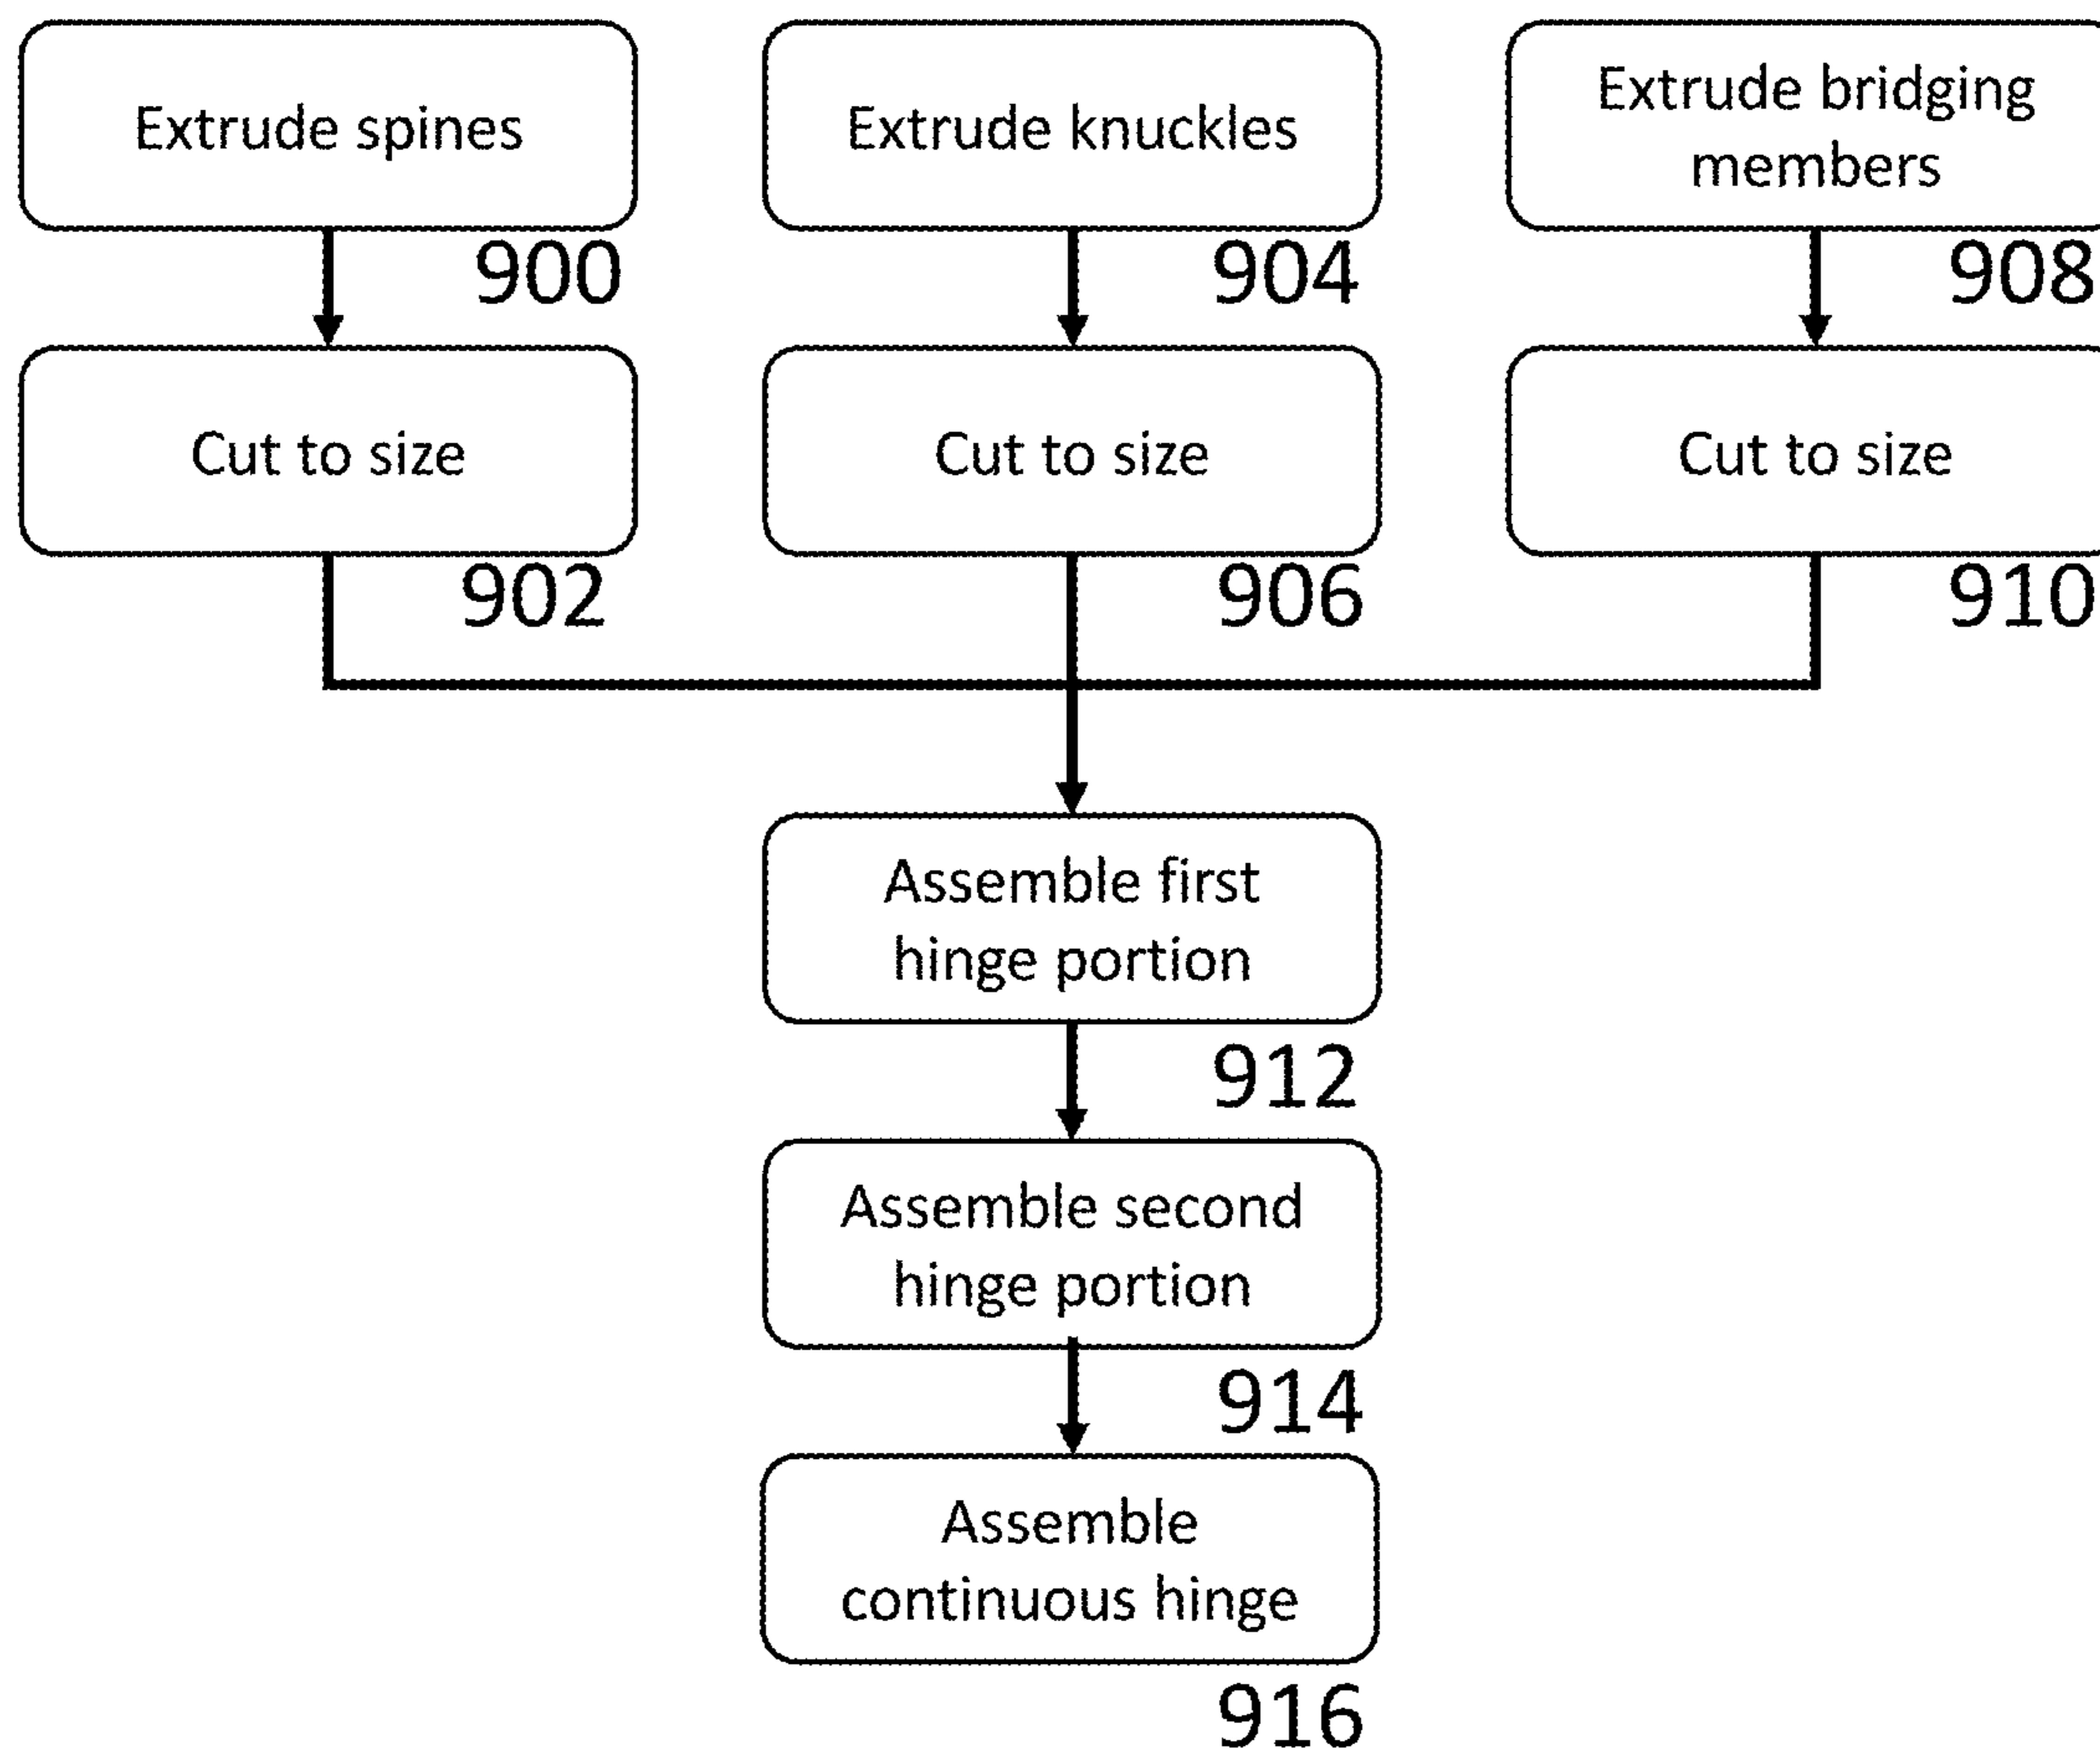 Extrude spines
Extrude knuckles
Extrude bridging
members
900
904
908
Cut to size
Cut to size
Cut to size
902
906
910
Assemble first
hinge portion
912
Assemble second
hinge portion
914
Assemble
continuous hinge
916